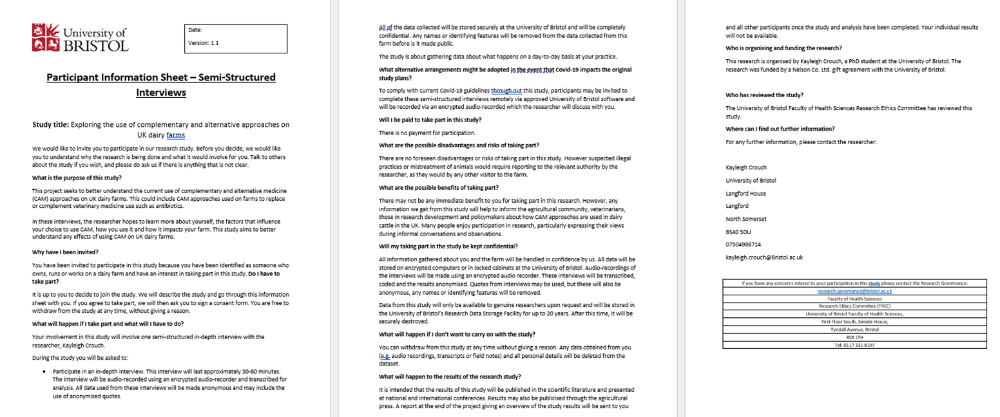 University of
BRISTOL
Date:
Version: 1.1
Participant Information Sheet – Semi-Structured
Interviews
Study title: Exploring the use of complementary and alternative approaches on
UK dairy farms
We would like to invite you to participate in our research study. Before you decide, we would like
you to understand why the research is being done and what it would involve for you. Talk to others
about the study if you wish, and please do ask us if there is anything that is not clear.
What is the purpose of this study?
This project seeks to better understand the current use of complementary and alternative medicine
(CAM) approaches on UK dairy farms. This could include CAM approaches used on farms to replace
or complement veterinary medicine use such as antibiotics.
In these interviews, the researcher hopes to learn more about yourself, the factors that influence
your choice to use CAM, how you use it and how it impacts your farm. This study aims to better
understand any effects of using CAM on UK dairy farms.
Why have I been invited?
You have been invited to participate in this study because you have been identified as someone who
owns, runs or works on a dairy farm and have an interest in taking part in this study. Do I have to
take part?
It is up to you to decide to join the study. We will describe the study and go through this information
sheet with you. If you agree to take part, we will then ask you to sign a consent form. You are free to
withdraw from the study at any time, without giving a reason.
What will happen if I take part and what will I have to do?
Your involvement in this study will involve one semi-structured in-depth interview with the
researcher, Kayleigh Crouch.
During the study you will be asked to:
• Participate in an in-depth interview. This interview will last approximately 30-60 minutes.
The interview will be audio-recorded using an encrypted audio-recorder and transcribed for
analysis. All data used from these interviews will be made anonymous and may include the
use of anonymised quotes.
All of the data collected will be stored securely at the University of Bristol and will be completely
confidential. Any names or identifying features will be removed from the data collected from this
farm before is it made public.
The study is about gathering data about what happens on a day-to-day basis at your practice.
What alternative arrangements might be adopted in the event that Covid-19 impacts the original
study plans?
To comply with current Covid-19 guidelines through out this study, participants may be invited to
complete these semi-structured interviews remotely via approved University of Bristol software and
will be recorded via an encrypted audio-recorded which the researcher will discuss with you.
Will I be paid to take part in this study?
There is no payment for participation.
What are the possible disadvantages and risks of taking part?
There are no foreseen disadvantages or risks of taking part in this study. However suspected illegal
practices or mistreatment of animals would require reporting to the relevant authority by the
researcher, as they would by any other visitor to the farm.
What are the possible benefits of taking part?
There may not be any immediate benefit to you for taking part in this research. However, any
information we get from this study will help to inform the agricultural community, veterinarians,
those in research development and policymakers about how CAM approaches are used in dairy
cattle in the UK. Many people enjoy participation in research, particularly expressing their views
during informal conversations and observations.
Will my taking part in the study be kept confidential?
All information gathered about you and the farm will be handled in confidence by us. All data will be
stored on encrypted computers or in locked cabinets at the University of Bristol. Audio-recordings of
the interviews will be made using an encrypted audio recorder. These interviews will be transcribed,
coded and the results anonymised. Quotes from interviews may be used, but these will also be
anonymous, any names or identifying features will be removed.
Data from this study will only be available to genuine researchers upon request and will be stored in
the University of Bristol's Research Data Storage Facility for up to 20 years. After this time, it will be
securely destroyed.
What will happen if I don't want to carry on with the study?
You can withdraw from this study at any time without giving a reason. Any data obtained from you
(e.g. audio recordings, transcripts or field notes) and all personal details will be deleted from the
dataset.
What will happen to the results of the research study?
It is intended that the results of this study will be published in the scientific literature and presented
at national and international conferences. Results may also be publicised through the agricultural
press. A report at the end of the project giving an overview of the study results will be sent to you
and all other participants once the study and analysis have been completed. Your individual results
will not be available.
Who is organising and funding the research?
This research is organised by Kayleigh Crouch, a PhD student at the University of Bristol. The
research was funded by a Nelson Co. Ltd. gift agreement with the University of Bristol.
Who has reviewed the study?
The University of Bristol Faculty of Health Sciences Research Ethics Committee has reviewed this
study.
Where can I find out further information?
For any further information, please contact the researcher:
Kayleigh Crouch
University of Bristol
Langford House
Langford
North Somerset
BS40 5DU
07504986714
kayleigh.crouch@Bristol.ac.uk
If you have any concerns related to your participation in this study please contact the Research Governance:
research-governance@bristol.ac.uk
Faculty of Health Sciences
Research Ethics Committee (FREC)
University of Bristol Faculty of Health Sciences,
First Floor South, Senate House,
Tyndall Avenue, Bristol
BS8 1TH
Tel: 0117 331 8197